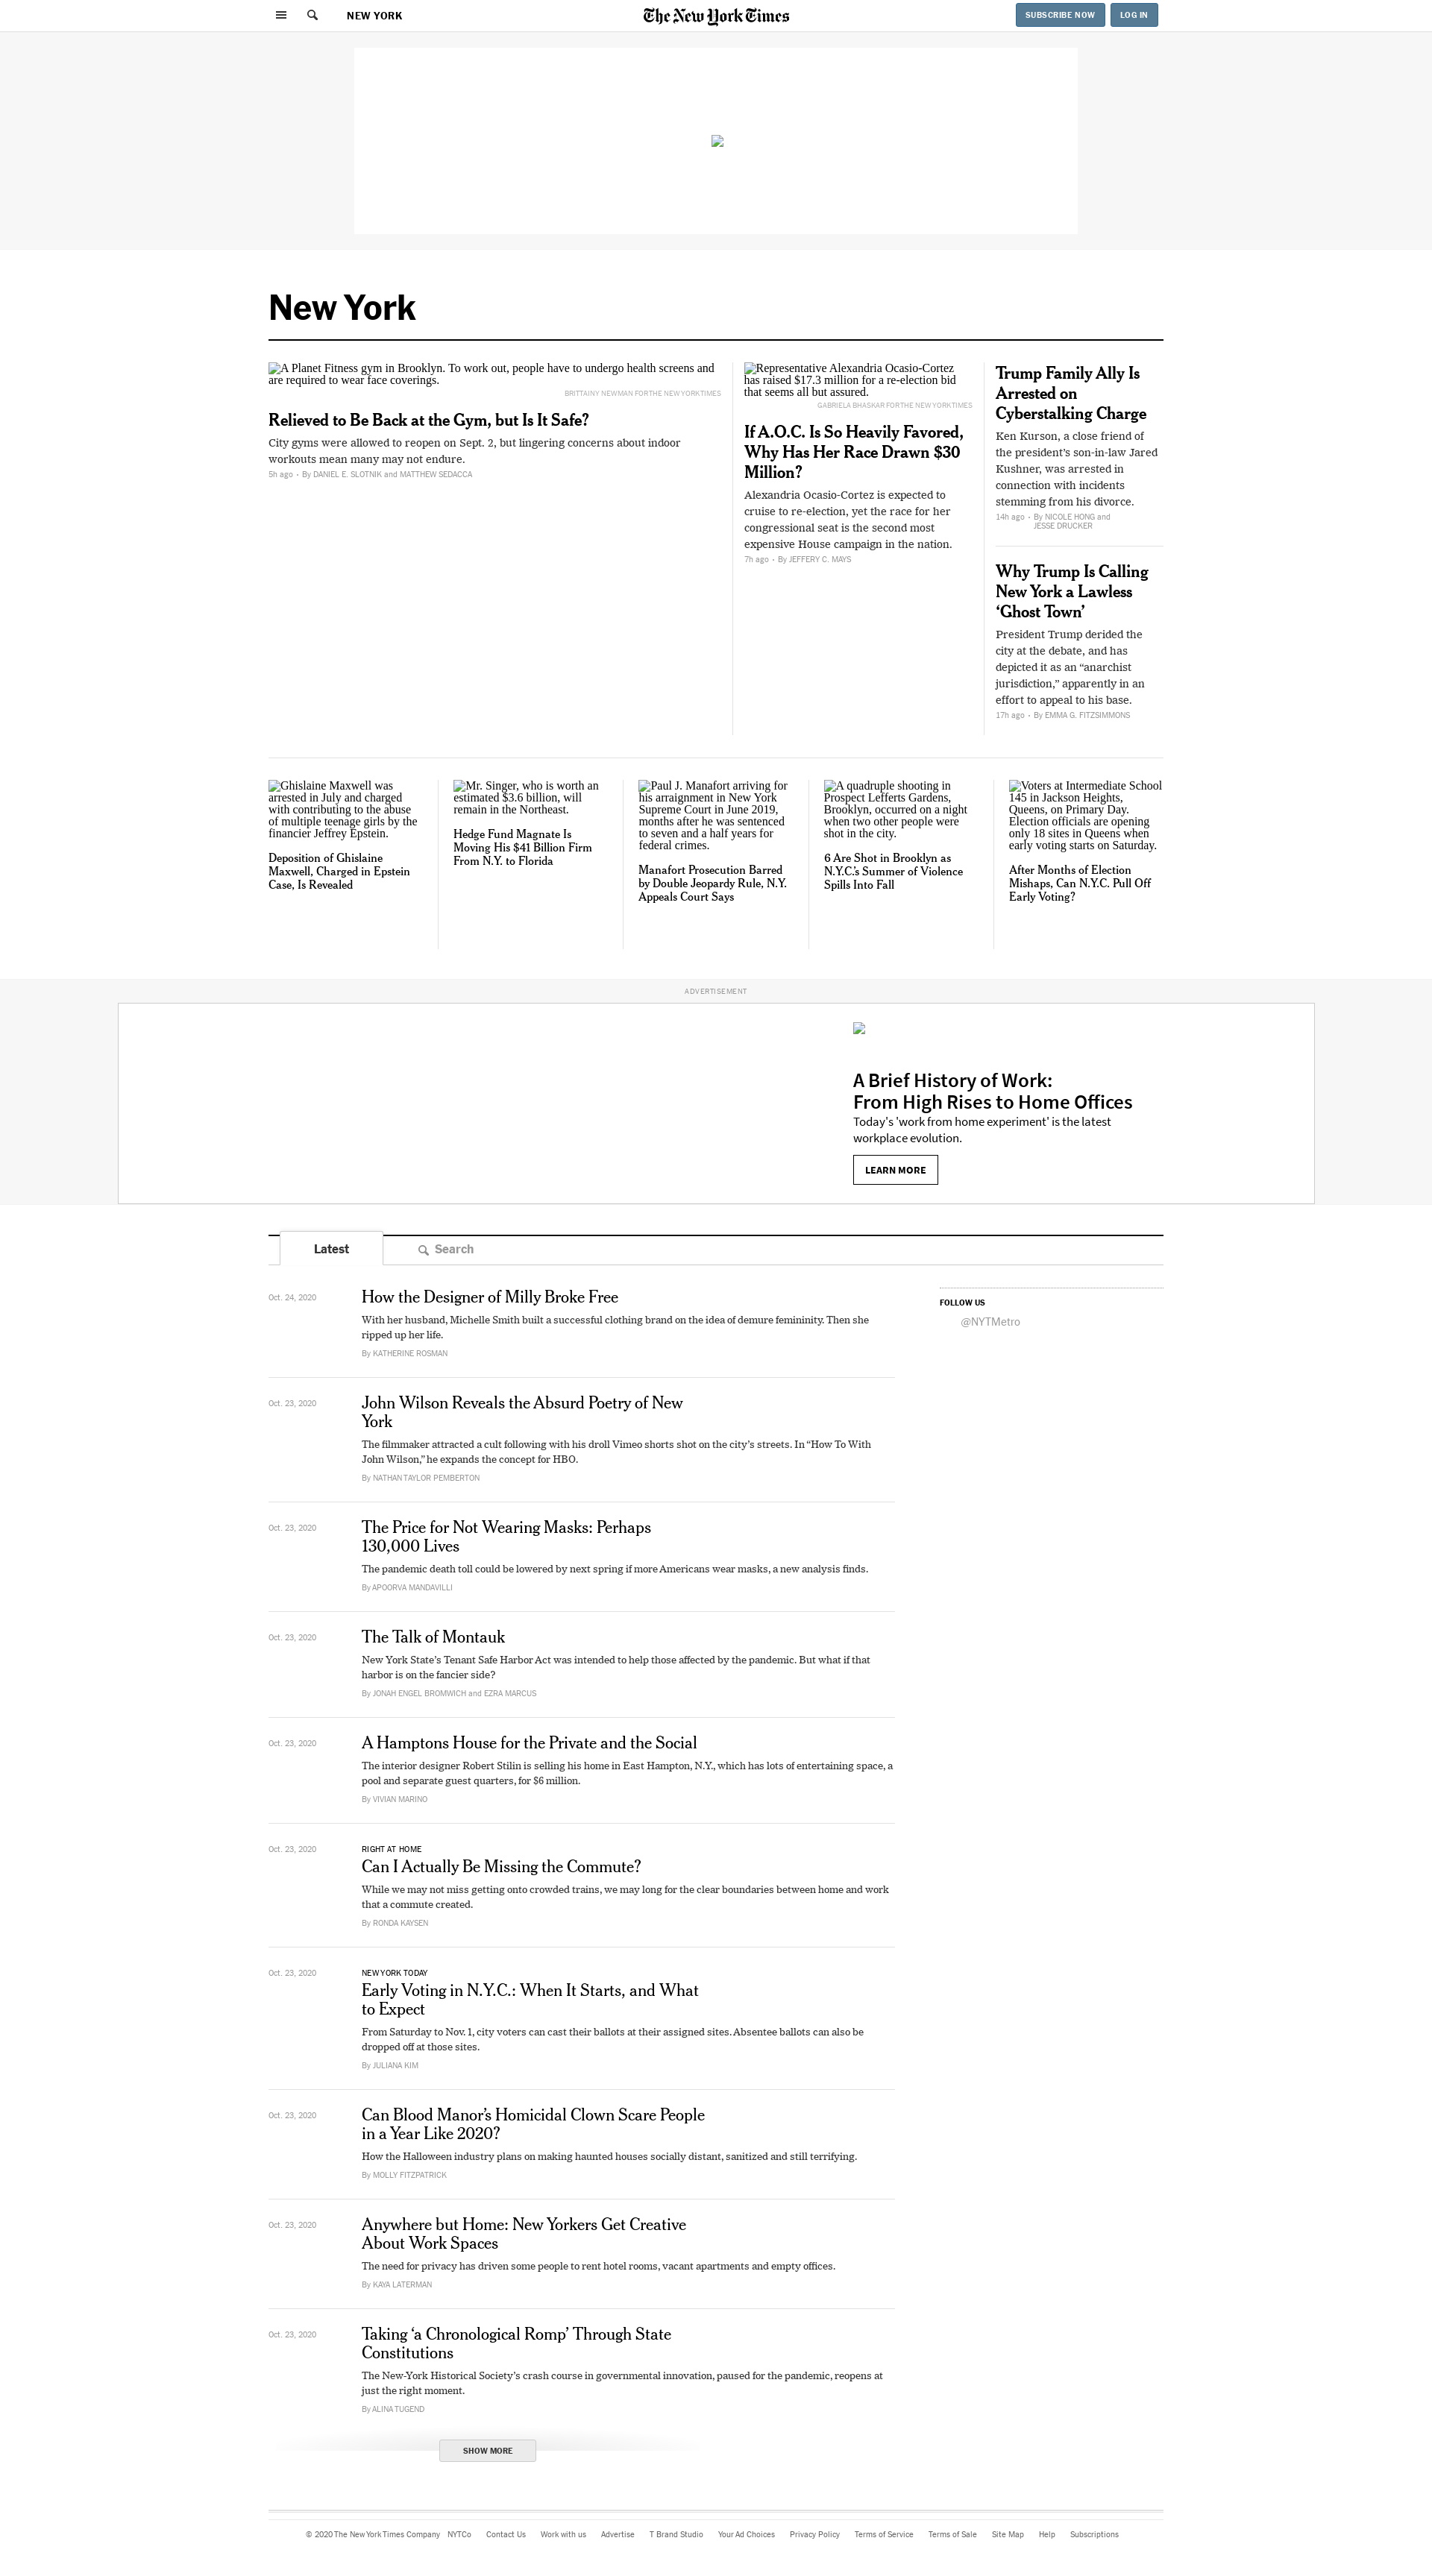 NEW YORK
The New York Times
SUBSCRIBE NOW
LOG IN
New York
A Planet Fitness gym in Brooklyn. To work out, people have to undergo health screens and
are required to wear face coverings.
BRITTAINY NEWMAN FOR THE NEW YORK TIMES
Relieved to Be Back at the Gym, but Is It Safe?
City gyms were allowed to reopen on Sept. 2, but lingering concerns about indoor
workouts mean many may not endure.
5h ago • By DANIEL E. SLOTNIK and MATTHEW SEDACCA
Representative Alexandria Ocasio-Cortez
has raised $17.3 million for a re-election bid
that seems all but assured.
GABRIELA BHASKAR FOR THE NEW YORK TIMES
If A.O.C. Is So Heavily Favored,
Why Has Her Race Drawn $30
Million?
Alexandria Ocasio-Cortez is expected to
cruise to re-election, yet the race for her
congressional seat is the second most
expensive House campaign in the nation.
7h ago • By JEFFERY C. MAYS
Trump Family Ally Is
Arrested on
Cyberstalking Charge
Ken Kurson, a close friend of
the president’s son-in-law Jared
Kushner, was arrested in
connection with incidents
stemming from his divorce.
14h ago • By NICOLE HONG and
JESSE DRUCKER
Why Trump Is Calling
New York a Lawless
‘Ghost Town’
President Trump derided the
city at the debate, and has
depicted it as an “anarchist
jurisdiction,” apparently in an
effort to appeal to his base.
17h ago • By EMMA G. FITZSIMMONS
Ghislaine Maxwell was
arrested in July and charged
with contributing to the abuse
of multiple teenage girls by the
financier Jeffrey Epstein.
Deposition of Ghislaine
Maxwell, Charged in Epstein
Case, Is Revealed
Mr. Singer, who is worth an
estimated $3.6 billion, will
remain in the Northeast.
Hedge Fund Magnate Is
Moving His $41 Billion Firm
From N.Y. to Florida
Paul J. Manafort arriving for
his arraignment in New York
Supreme Court in June 2019,
months after he was sentenced
to seven and a half years for
federal crimes.
Manafort Prosecution Barred
by Double Jeopardy Rule, N.Y.
Appeals Court Says
A quadruple shooting in
Prospect Lefferts Gardens,
Brooklyn, occurred on a night
when two other people were
shot in the city.
6 Are Shot in Brooklyn as
N.Y.C.’s Summer of Violence
Spills Into Fall
Voters at Intermediate School
145 in Jackson Heights,
Queens, on Primary Day.
Election officials are opening
only 18 sites in Queens when
early voting starts on Saturday.
After Months of Election
Mishaps, Can N.Y.C. Pull Off
Early Voting?
ADVERTISEMENT
A Brief History of Work:
From High Rises to Home Offices
Today's 'work from home experiment' is the latest
workplace evolution.
LEARN MORE
Latest
Search
Oct. 24, 2020
How the Designer of Milly Broke Free
With her husband, Michelle Smith built a successful clothing brand on the idea of demure femininity. Then she
ripped up her life.
By KATHERINE ROSMAN
FOLLOW US
@NYTMetro
Oct. 23, 2020
John Wilson Reveals the Absurd Poetry of New
York
The filmmaker attracted a cult following with his droll Vimeo shorts shot on the city’s streets. In “How To With
John Wilson,” he expands the concept for HBO.
By NATHAN TAYLOR PEMBERTON
Oct. 23, 2020
The Price for Not Wearing Masks: Perhaps
130,000 Lives
The pandemic death toll could be lowered by next spring if more Americans wear masks, a new analysis finds.
By APOORVA MANDAVILLI
Oct. 23, 2020
The Talk of Montauk
New York State’s Tenant Safe Harbor Act was intended to help those affected by the pandemic. But what if that
harbor is on the fancier side?
By JONAH ENGEL BROMWICH and EZRA MARCUS
Oct. 23, 2020
A Hamptons House for the Private and the Social
The interior designer Robert Stilin is selling his home in East Hampton, N.Y., which has lots of entertaining space, a
pool and separate guest quarters, for $6 million.
By VIVIAN MARINO
Oct. 23, 2020
RIGHT AT HOME
Can I Actually Be Missing the Commute?
While we may not miss getting onto crowded trains, we may long for the clear boundaries between home and work
that a commute created.
By RONDA KAYSEN
Oct. 23, 2020
NEW YORK TODAY
Early Voting in N.Y.C.: When It Starts, and What
to Expect
From Saturday to Nov. 1, city voters can cast their ballots at their assigned sites. Absentee ballots can also be
dropped off at those sites.
By JULIANA KIM
Oct. 23, 2020
Can Blood Manor’s Homicidal Clown Scare People
in a Year Like 2020?
How the Halloween industry plans on making haunted houses socially distant, sanitized and still terrifying.
By MOLLY FITZPATRICK
Oct. 23, 2020
Anywhere but Home: New Yorkers Get Creative
About Work Spaces
The need for privacy has driven some people to rent hotel rooms, vacant apartments and empty offices.
By KAYA LATERMAN
Oct. 23, 2020
Taking ‘a Chronological Romp’ Through State
Constitutions
The New-York Historical Society’s crash course in governmental innovation, paused for the pandemic, reopens at
just the right moment.
By ALINA TUGEND
SHOW MORE
© 2020 The New York Times Company NYTCo Contact Us Work with us Advertise T Brand Studio Your Ad Choices Privacy Policy Terms of Service Terms of Sale Site Map Help Subscriptions